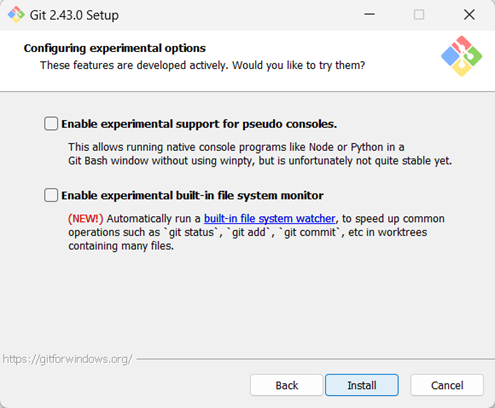 Git 2.43.0 Setup
Configuring experimental options
These features are developed actively. Would you like to try them?
Enable experimental support for pseudo consoles.
This allows running native console programs like Node or Python in a
Git Bash window without using winpty, but is unfortunately not quite stable yet.
Enable experimental built-in file system monitor
(NEW!) Automatically run a built-in file system watcher, to speed up common
operations such as `git status`, `git add`, `git commit`, etc in worktrees
containing many files.
https://gitforwindows.org/
Back Install Cancel